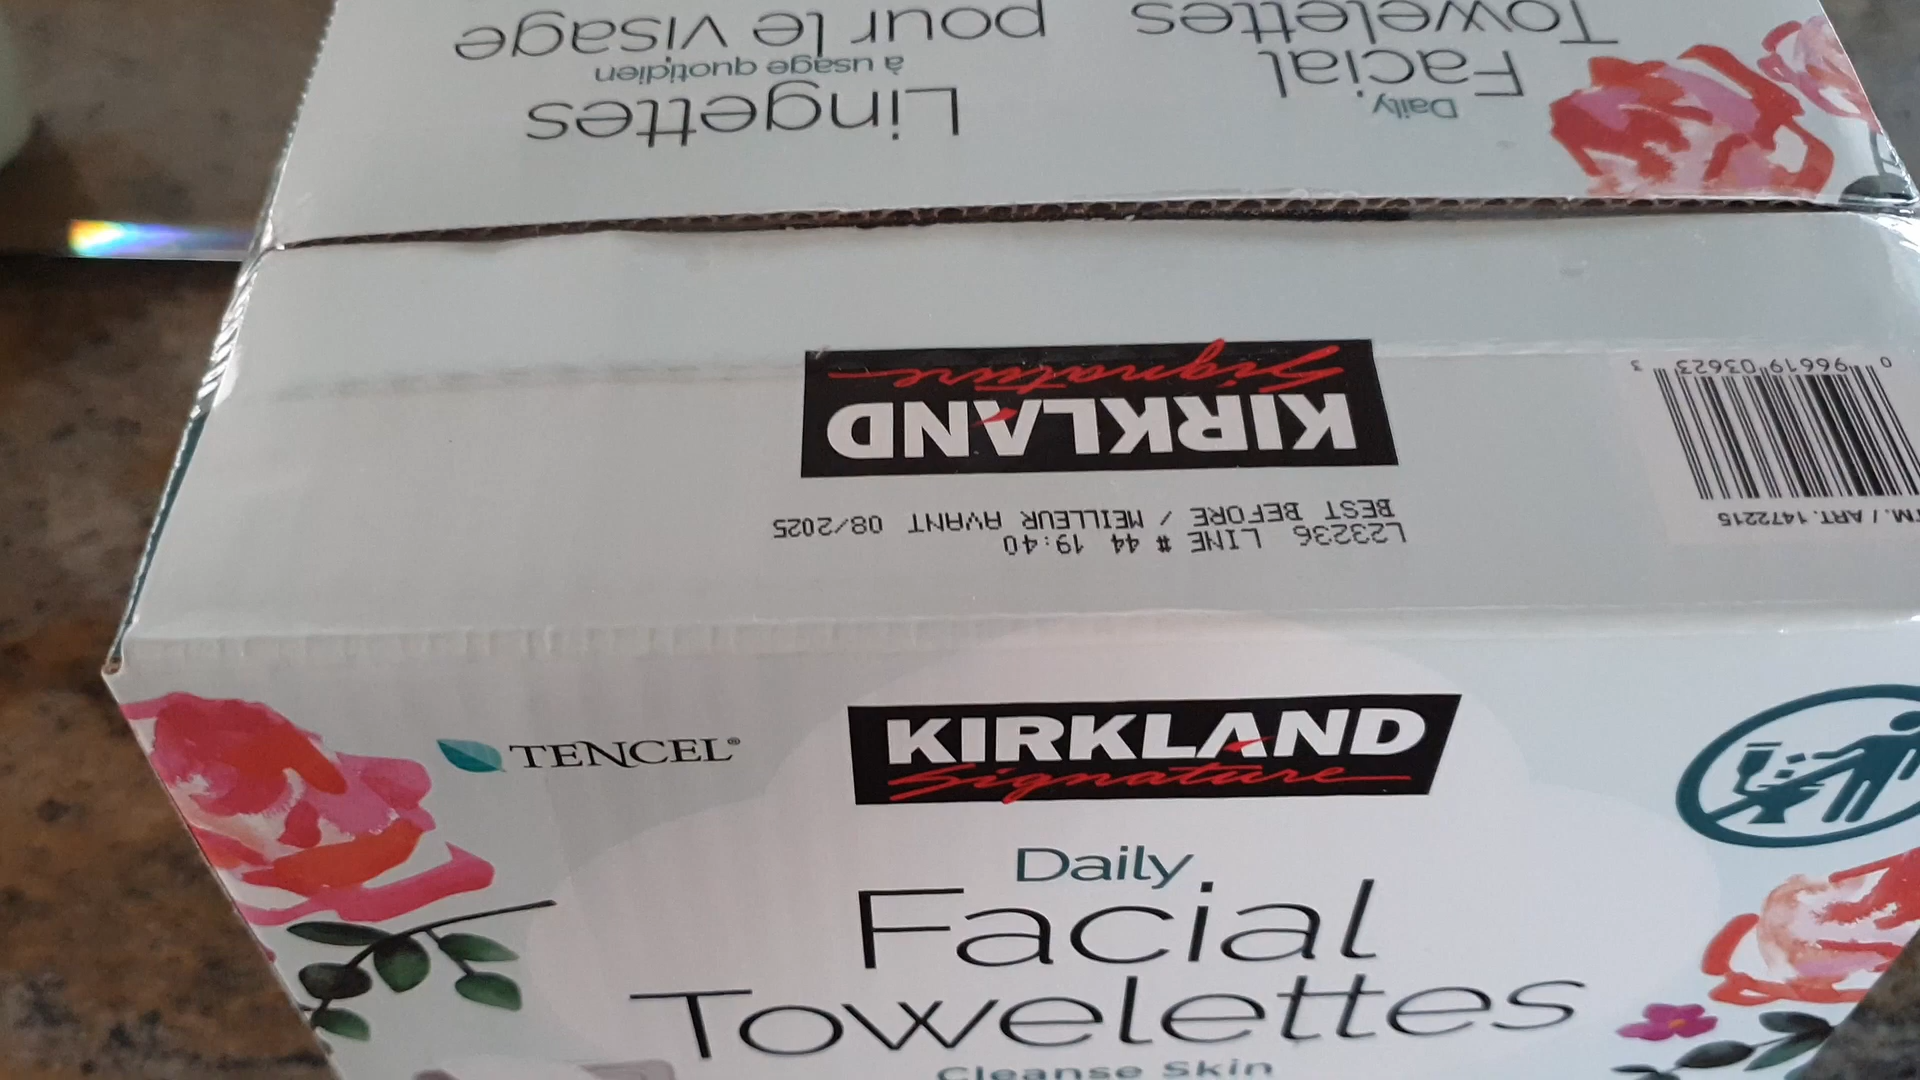 Daily
Facial
Towelettes
Lingettes
à usage quotidien
pour le visage
KIRKLAND
Signature
L23236 LINE # 44 19:40
BEST BEFORE / MEILLEUR AVANT 08/2025
TM. / ART. 1472215
0 96619 03623 3
TENCEL®
KIRKLAND
Signature
Daily
Facial
Towelettes
Cleanse Skin